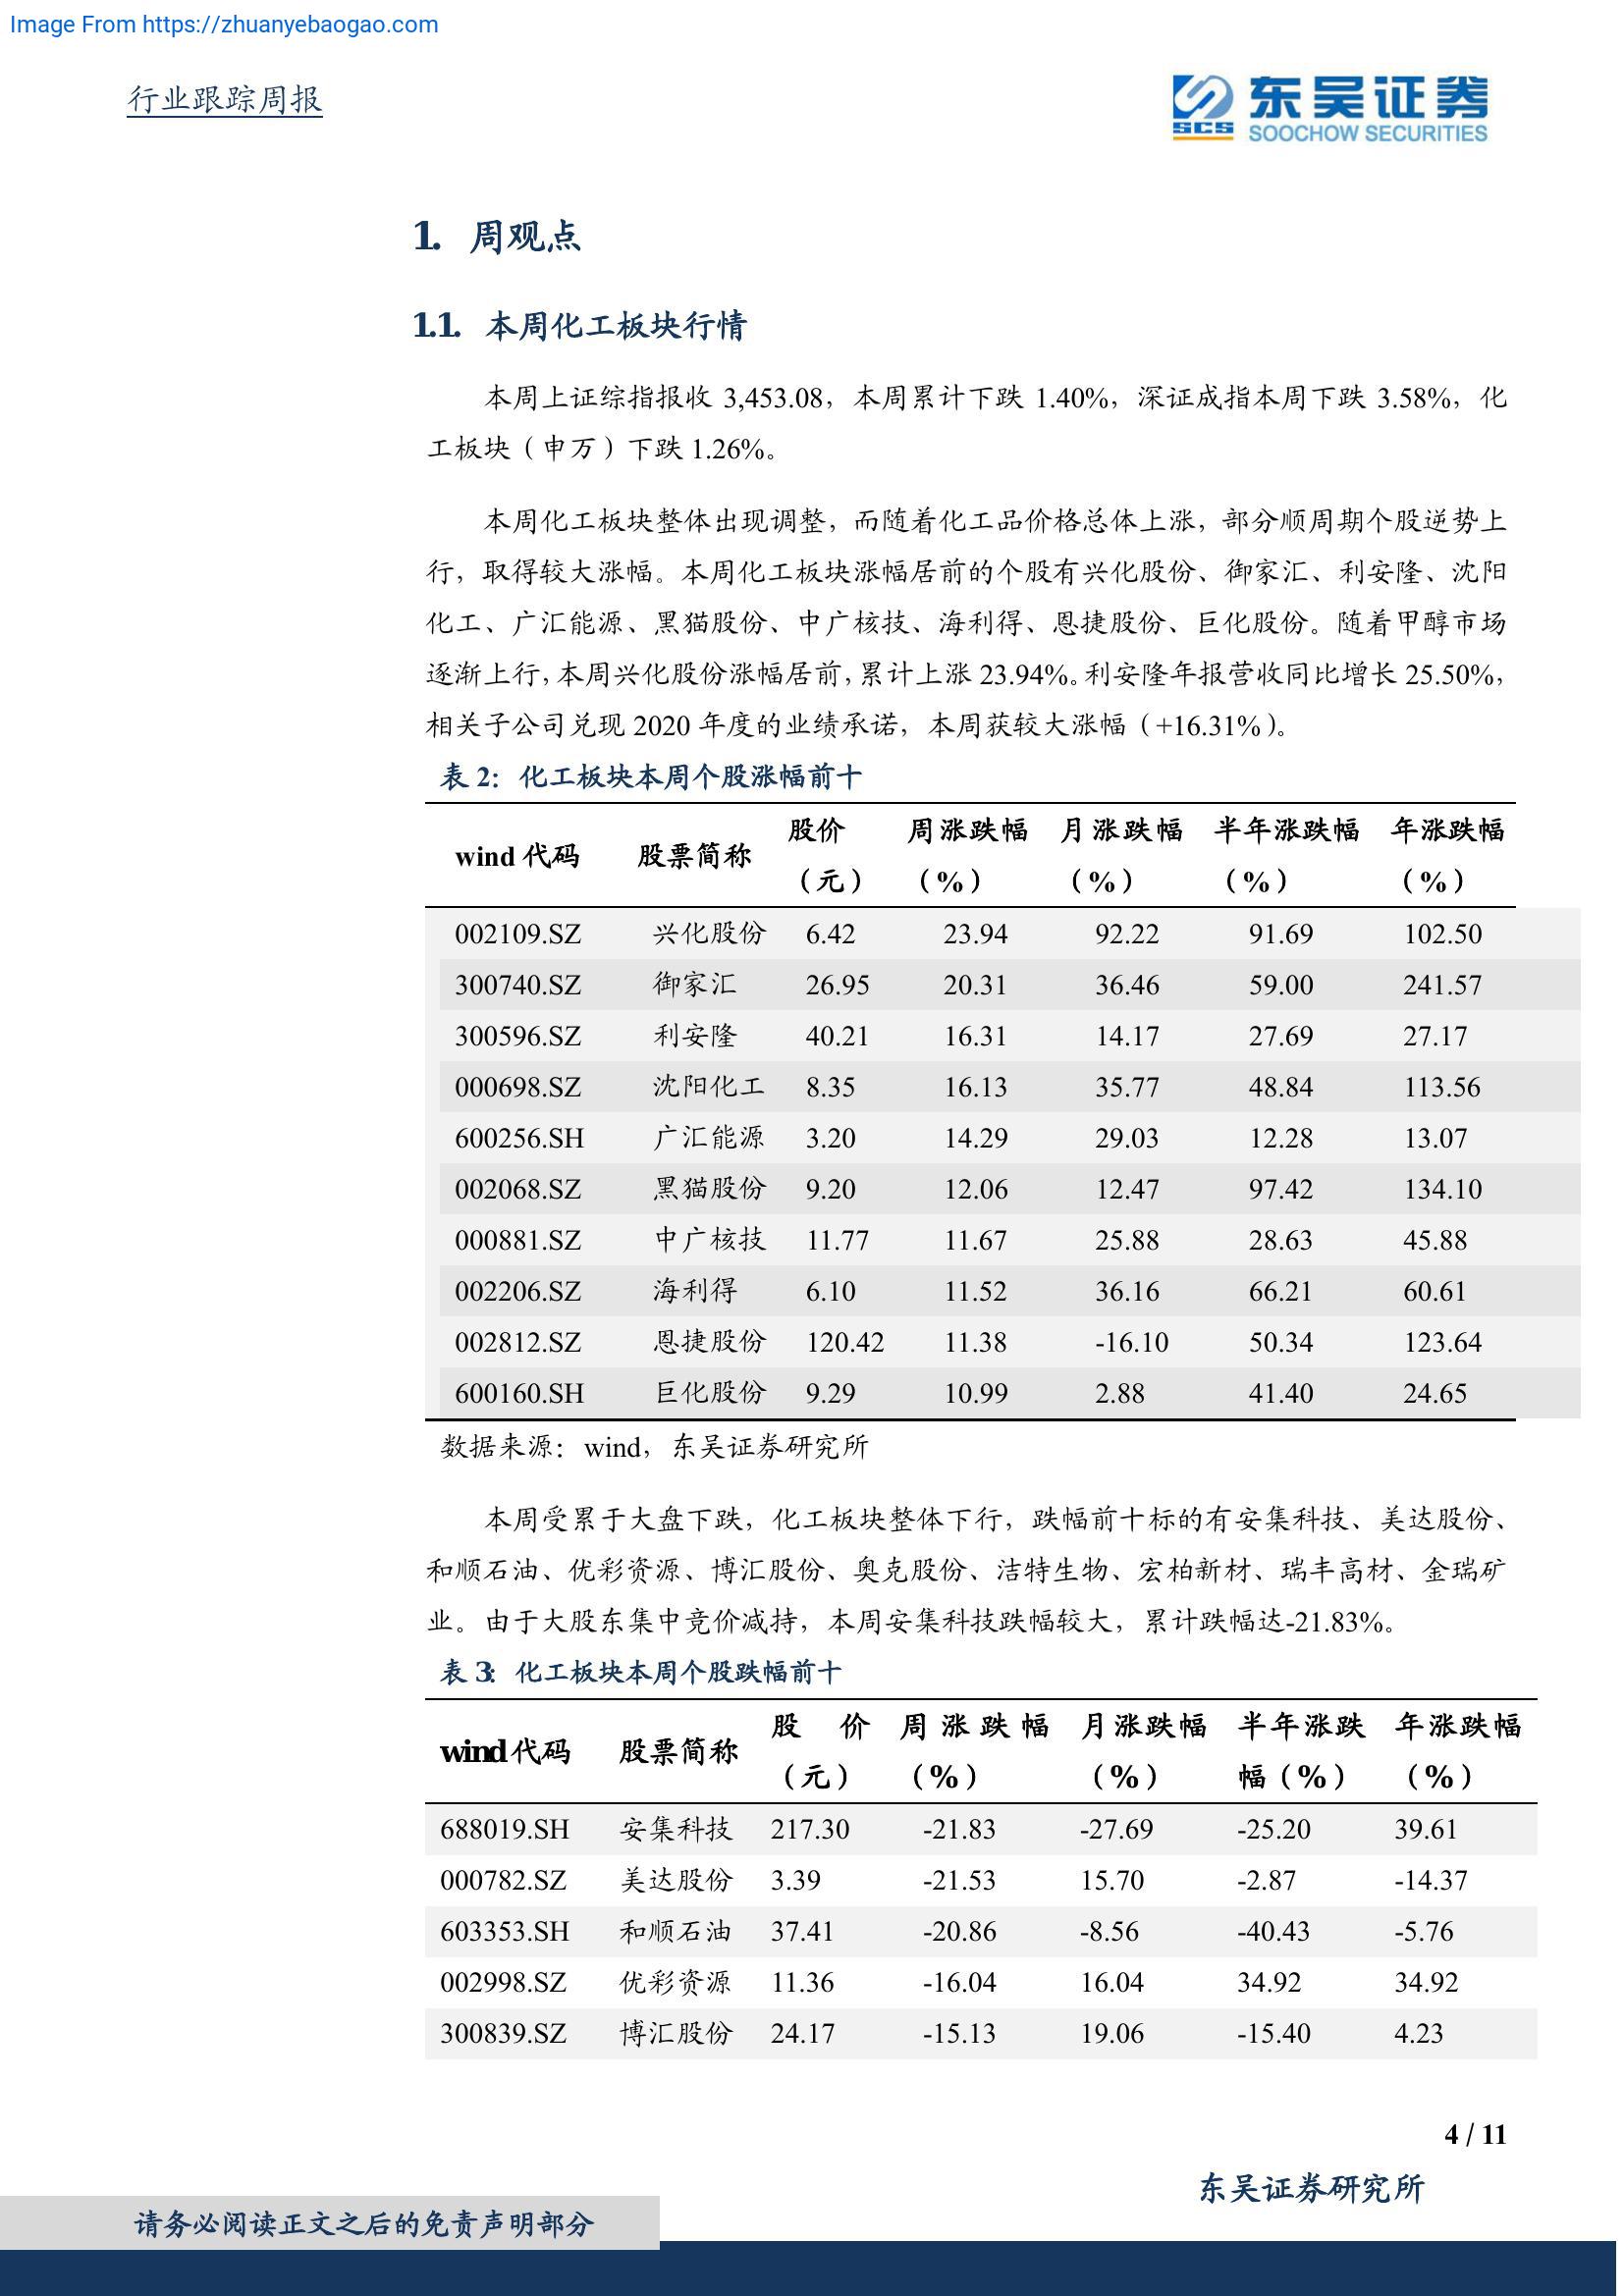 Image From https://zhuanyebaogao.com
行业跟踪周报
SCS 东吴证券
SOOCHOW SECURITIES
1. 周观点
1.1. 本周化工板块行情
本周上证综指报收 3,453.08，本周累计下跌 1.40%，深证成指本周下跌 3.58%，化
工板块（申万）下跌 1.26%。
本周化工板块整体出现调整，而随着化工品价格总体上涨，部分顺周期个股逆势上
行，取得较大涨幅。本周化工板块涨幅居前的个股有兴化股份、御家汇、利安隆、沈阳
化工、广汇能源、黑猫股份、中广核技、海利得、恩捷股份、巨化股份。随着甲醇市场
逐渐上行，本周兴化股份涨幅居前，累计上涨 23.94%。利安隆年报营收同比增长 25.50%，
相关子公司兑现 2020 年度的业绩承诺，本周获较大涨幅（+16.31%）。
表 2：化工板块本周个股涨幅前十
wind 代码 股票简称 股价（元） 周涨跌幅（%） 月涨跌幅（%） 半年涨跌幅（%） 年涨跌幅（%）
002109.SZ 兴化股份 6.42 23.94 92.22 91.69 102.50
300740.SZ 御家汇 26.95 20.31 36.46 59.00 241.57
300596.SZ 利安隆 40.21 16.31 14.17 27.69 27.17
000698.SZ 沈阳化工 8.35 16.13 35.77 48.84 113.56
600256.SH 广汇能源 3.20 14.29 29.03 12.28 13.07
002068.SZ 黑猫股份 9.20 12.06 12.47 97.42 134.10
000881.SZ 中广核技 11.77 11.67 25.88 28.63 45.88
002206.SZ 海利得 6.10 11.52 36.16 66.21 60.61
002812.SZ 恩捷股份 120.42 11.38 -16.10 50.34 123.64
600160.SH 巨化股份 9.29 10.99 2.88 41.40 24.65
数据来源：wind，东吴证券研究所
本周受累于大盘下跌，化工板块整体下行，跌幅前十标的有安集科技、美达股份、
和顺石油、优彩资源、博汇股份、奥克股份、洁特生物、宏柏新材、瑞丰高材、金瑞矿
业。由于大股东集中竞价减持，本周安集科技跌幅较大，累计跌幅达-21.83%。
表 3：化工板块本周个股跌幅前十
wind 代码 股票简称 股价（元） 周涨跌幅（%） 月涨跌幅（%） 半年涨跌幅（%） 年涨跌幅（%）
688019.SH 安集科技 217.30 -21.83 -27.69 -25.20 39.61
000782.SZ 美达股份 3.39 -21.53 15.70 -2.87 -14.37
603353.SH 和顺石油 37.41 -20.86 -8.56 -40.43 -5.76
002998.SZ 优彩资源 11.36 -16.04 16.04 34.92 34.92
300839.SZ 博汇股份 24.17 -15.13 19.06 -15.40 4.23
4 / 11
东吴证券研究所
请务必阅读正文之后的免责声明部分